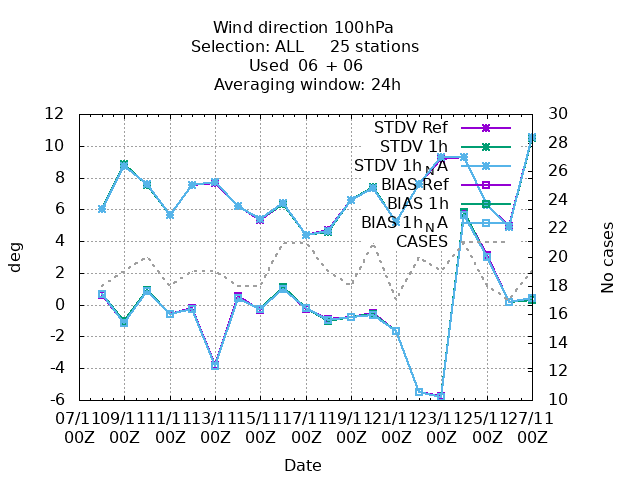 Wind direction 100hPa
Selection: ALL 25 stations
Used 06 + 06
Averaging window: 24h
12 30
10 28
8 26
6 24
4 22
2 20
0 18
-2 16
-4 14
-6 12
10
deg
No cases
STDV Ref
STDV 1h
STDV 1h_NA
BIAS Ref
BIAS 1h
BIAS 1h_NA
CASES
07/11 09/11 11/11 13/11 15/11 17/11 19/11 21/11 23/11 25/11 27/11
00Z 00Z 00Z 00Z 00Z 00Z 00Z 00Z 00Z 00Z 00Z
Date